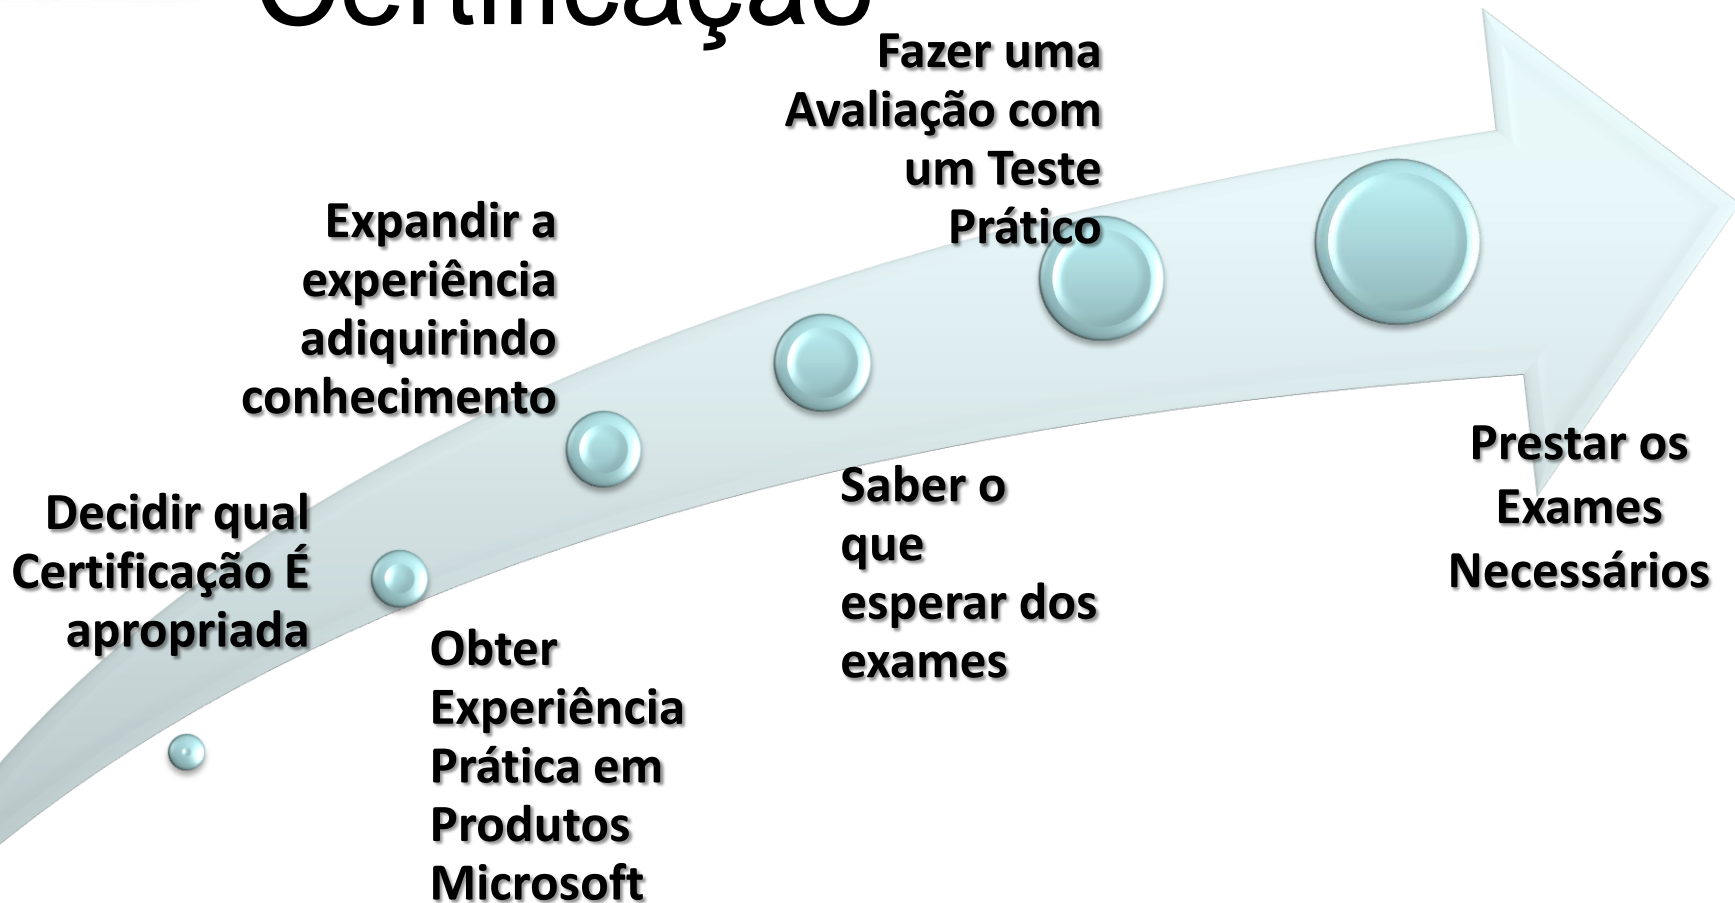 Certificação
Decidir qual
Certificação É
apropriada
Obter
Experiência
Prática em
Produtos
Microsoft
Expandir a
experiência
adiquirindo
conhecimento
Saber o
que
esperar dos
exames
Fazer uma
Avaliação com
um Teste
Prático
Prestar os
Exames
Necessários